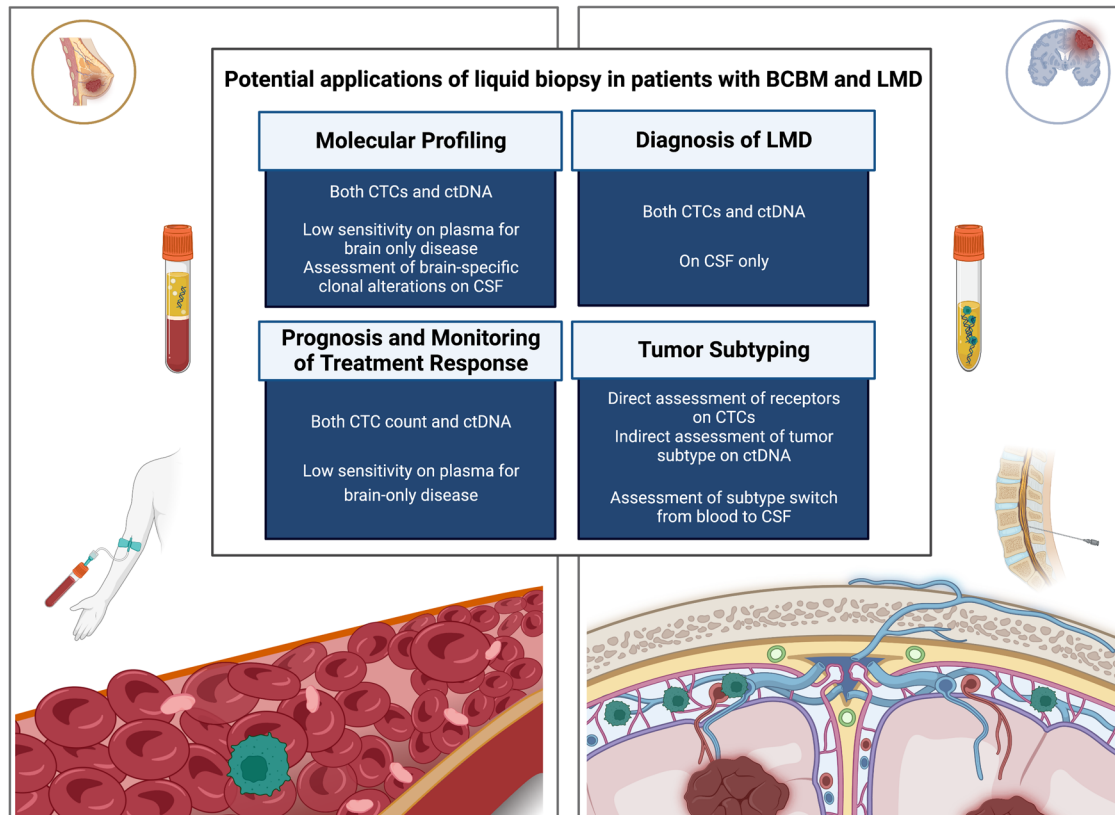 Potential applications of liquid biopsy in patients with BCBM and LMD
Molecular Profiling
Both CTCs and ctDNA
Low sensitivity on plasma for
brain only disease
Assessment of brain-specific
clonal alterations on CSF
Diagnosis of LMD
Both CTCs and ctDNA
On CSF only
Prognosis and Monitoring
of Treatment Response
Both CTC count and ctDNA
Low sensitivity on plasma for
brain-only disease
Tumor Subtyping
Direct assessment of receptors
on CTCs
Indirect assessment of tumor
subtype on ctDNA
Assessment of subtype switch
from blood to CSF